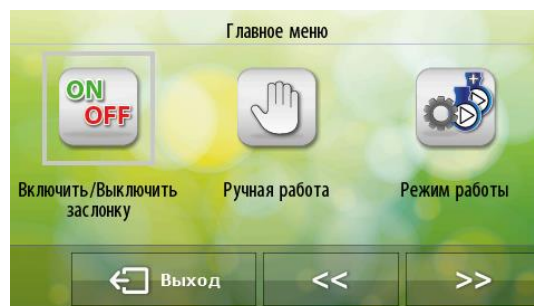 Главное меню
ON
OFF
Включить/Выключить заслонку
Ручная работа
Режим работы
Выход
<<
>>